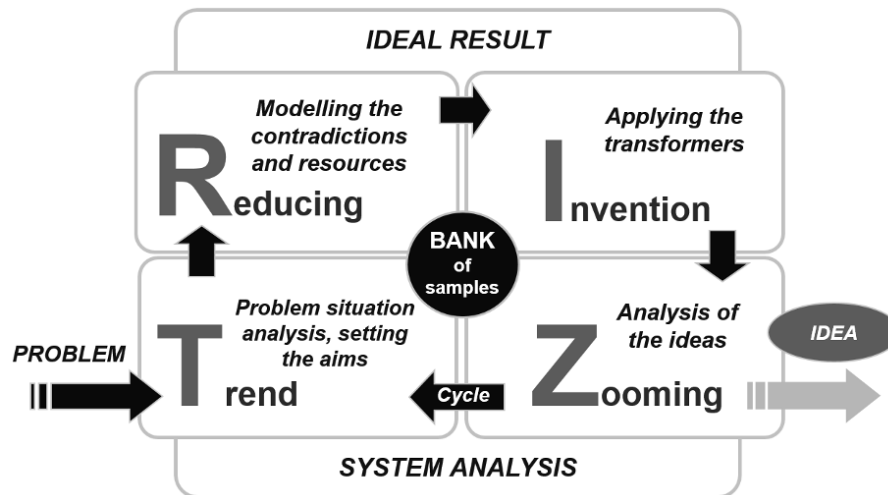 IDEAL RESULT
Modelling the
contradictions
and resources
Reducing
Applying the
transformers
Invention
BANK
of
samples
PROBLEM
Problem situation
analysis, setting
the aims
Trend
Cycle
Analysis of
the ideas
Zooming
IDEA
SYSTEM ANALYSIS